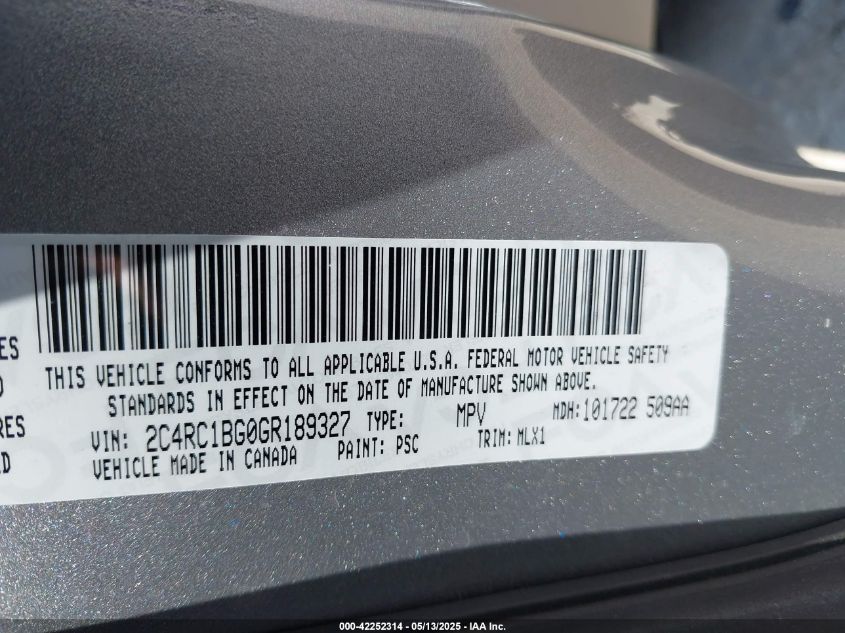 THIS VEHICLE CONFORMS TO ALL APPLICABLE U.S.A. FEDERAL MOTOR VEHICLE SAFETY
ES STANDARDS IN EFFECT ON THE DATE OF MANUFACTURE SHOWN ABOVE.
D
RES VIN: 2C4RC1BG0GR189327 TYPE: MPV MDH: 101722 509AA
D VEHICLE MADE IN CANADA PAINT: PSC TRIM: MLX1
000-42252314 - 05/13/2025 - IAA Inc.